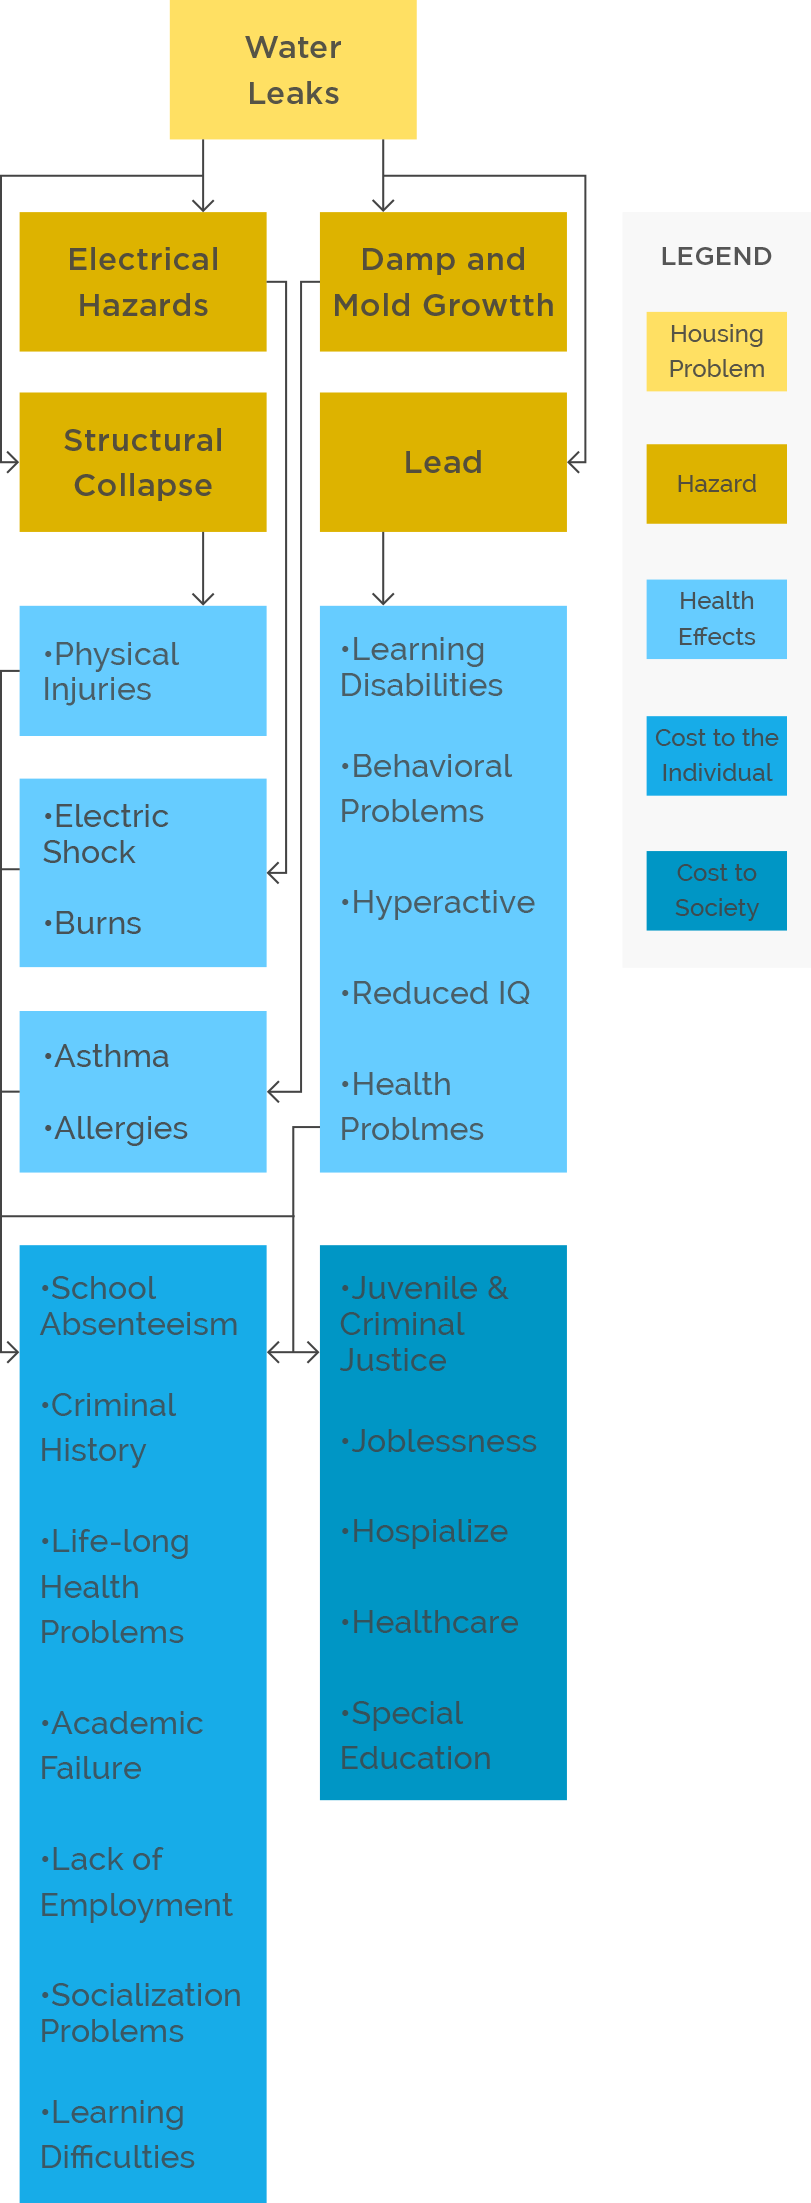 Water
Leaks
Electrical
Hazards
Damp and
Mold Growtth
Structural
Collapse
Lead
•Physical
Injuries
•Electric
Shock
•Burns
•Asthma
•Allergies
•Learning
Disabilities
•Behavioral
Problems
•Hyperactive
•Reduced IQ
•Health
Problmes
•School
Absenteeism
•Criminal
History
•Life-long
Health
Problems
•Academic
Failure
•Lack of
Employment
•Socialization
Problems
•Learning
Difficulties
•Juvenile &
Criminal
Justice
•Joblessness
•Hospialize
•Healthcare
•Special
Education
LEGEND
Housing
Problem
Hazard
Health
Effects
Cost to the
Individual
Cost to
Society